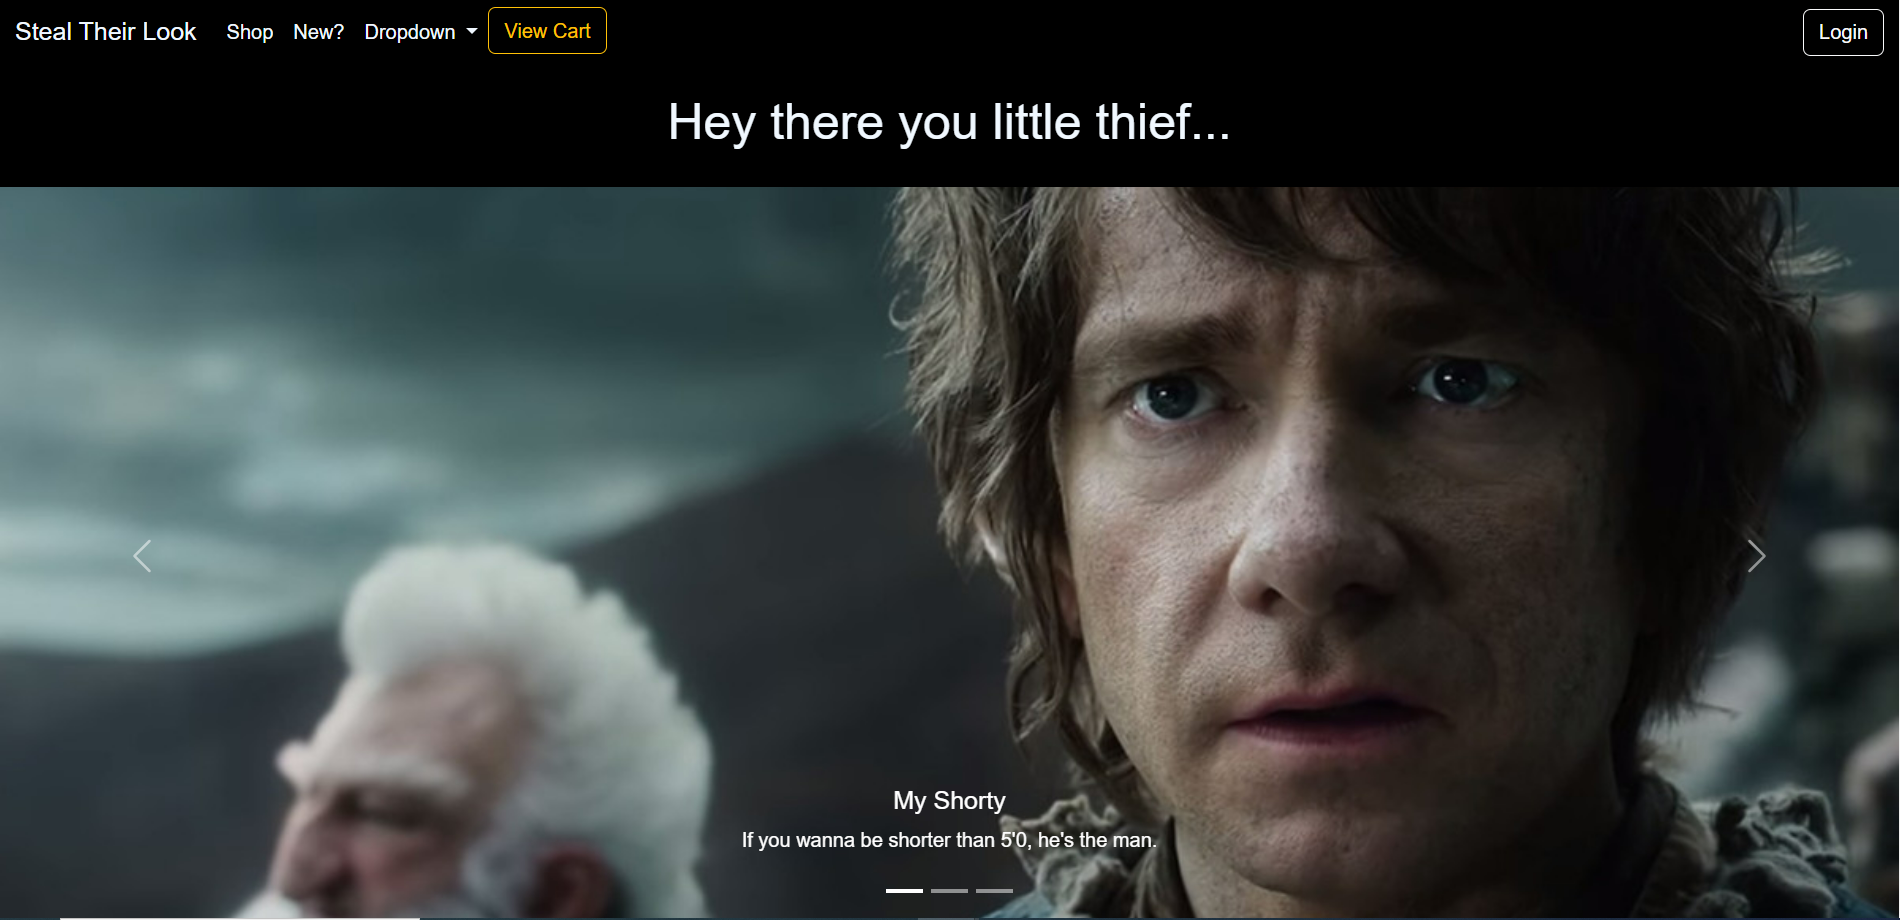 Steal Their Look Shop New? Dropdown View Cart Login
Hey there you little thief...
My Shorty
If you wanna be shorter than 5'0, he's the man.